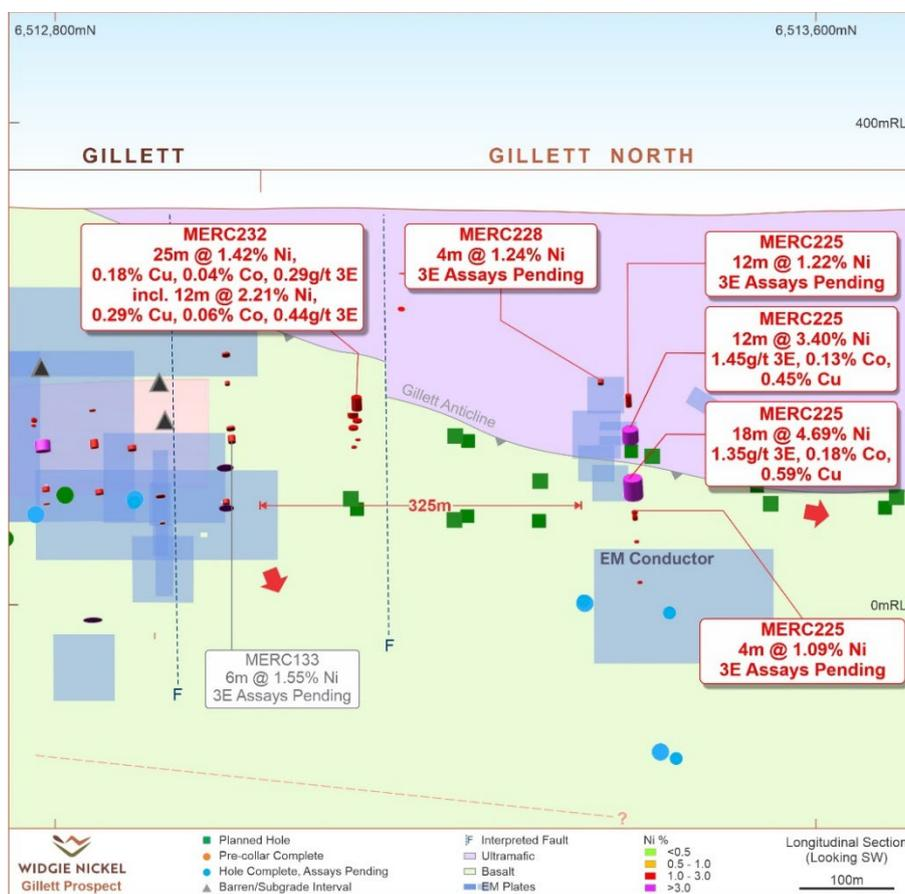 6,512,800mN
6,513,600mN
400mRL
GILLETT
GILLETT NORTH
MERC232
25m @ 1.42% Ni,
0.18% Cu, 0.04% Co, 0.29g/t 3E
incl. 12m @ 2.21% Ni,
0.29% Cu, 0.06% Co, 0.44g/t 3E
MERC228
4m @ 1.24% Ni
3E Assays Pending
MERC225
12m @ 1.22% Ni
3E Assays Pending
MERC225
12m @ 3.40% Ni
1.45g/t 3E, 0.13% Co,
0.45% Cu
Gillett Anticline
MERC225
18m @ 4.69% Ni
1.35g/t 3E, 0.18% Co,
0.59% Cu
325m
EM Conductor
0mRL
MERC225
4m @ 1.09% Ni
3E Assays Pending
MERC133
6m @ 1.55% Ni
3E Assays Pending
F
F
?
WIDGIE NICKEL
Gillett Prospect
Planned Hole
Pre-collar Complete
Hole Complete, Assays Pending
Barren/Subgrade Interval
F Interpreted Fault
Ultramafic
Basalt
EM Plates
Ni %
<0.5
0.5 - 1.0
1.0 - 3.0
>3.0
Longitudinal Section
(Looking SW)
100m